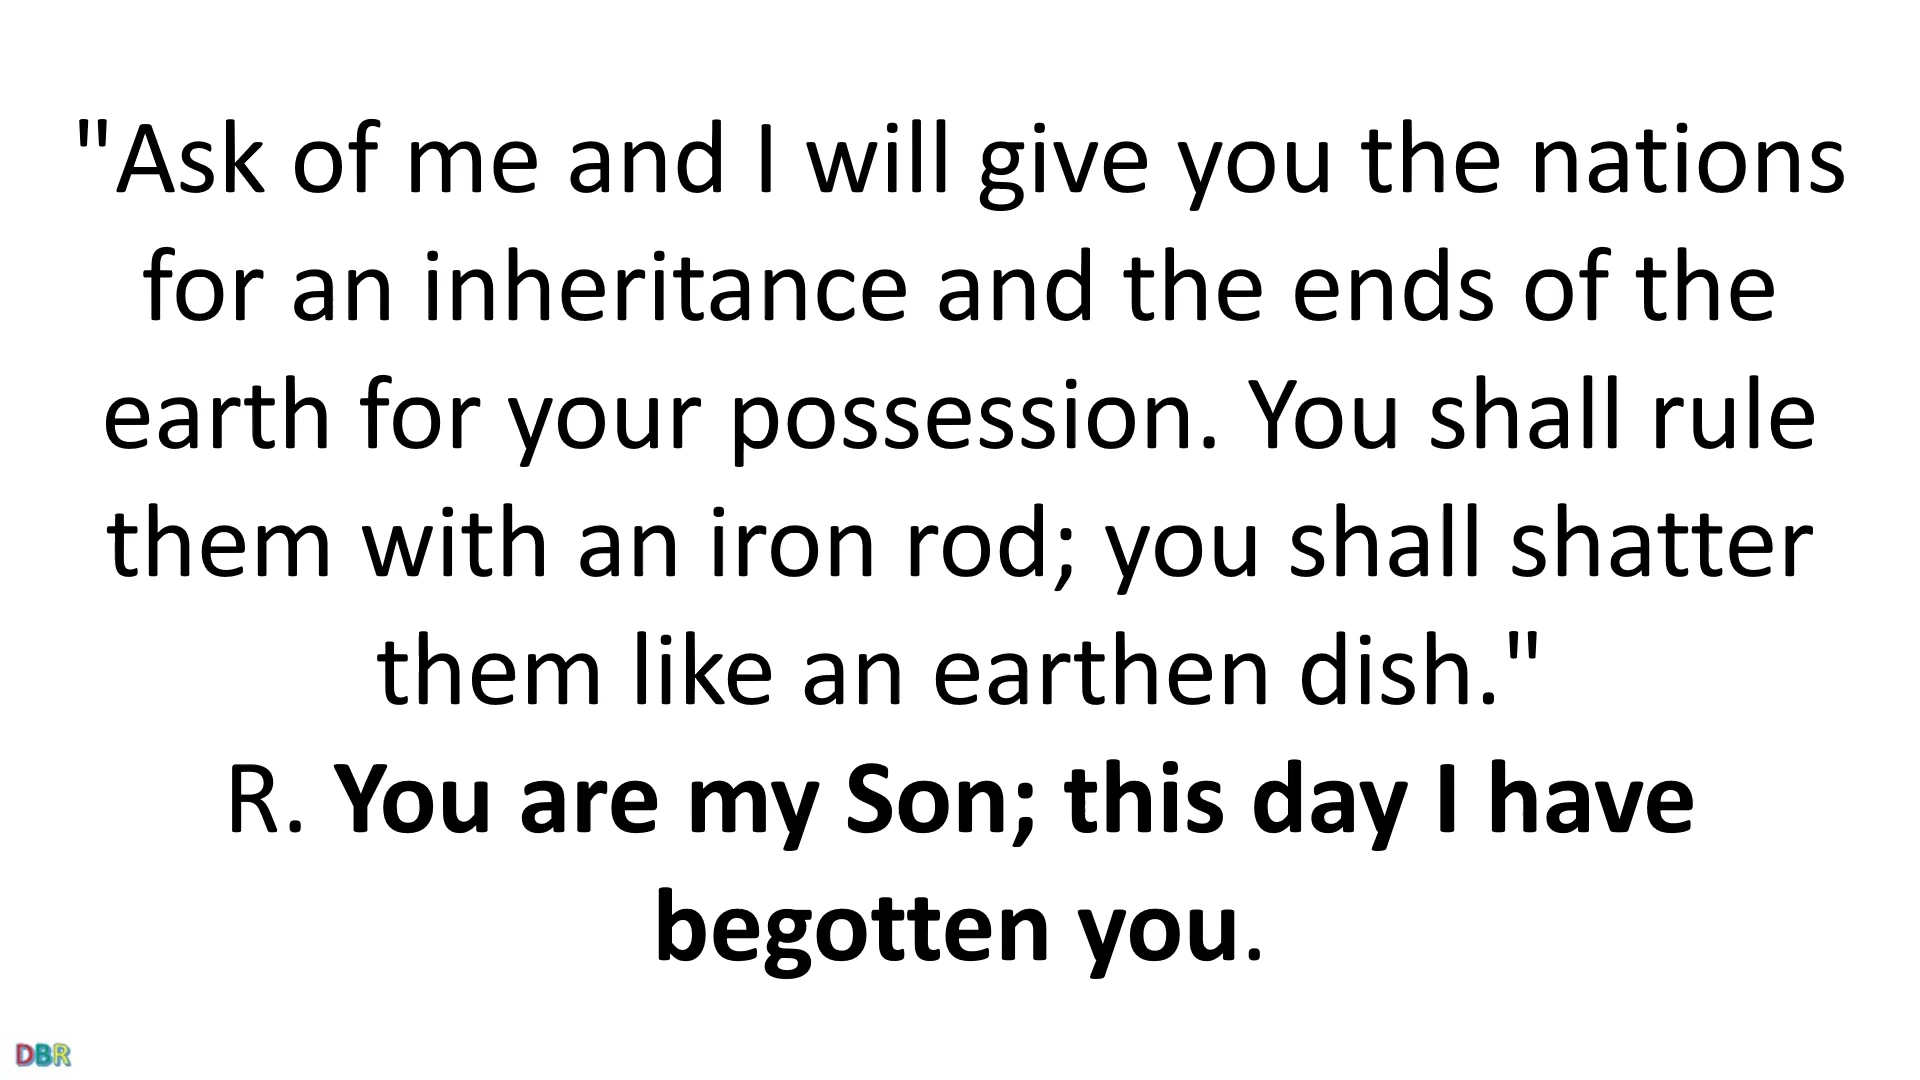 "Ask of me and I will give you the nations
for an inheritance and the ends of the
earth for your possession. You shall rule
them with an iron rod; you shall shatter
them like an earthen dish."
R. You are my Son; this day I have
begotten you.
DBR